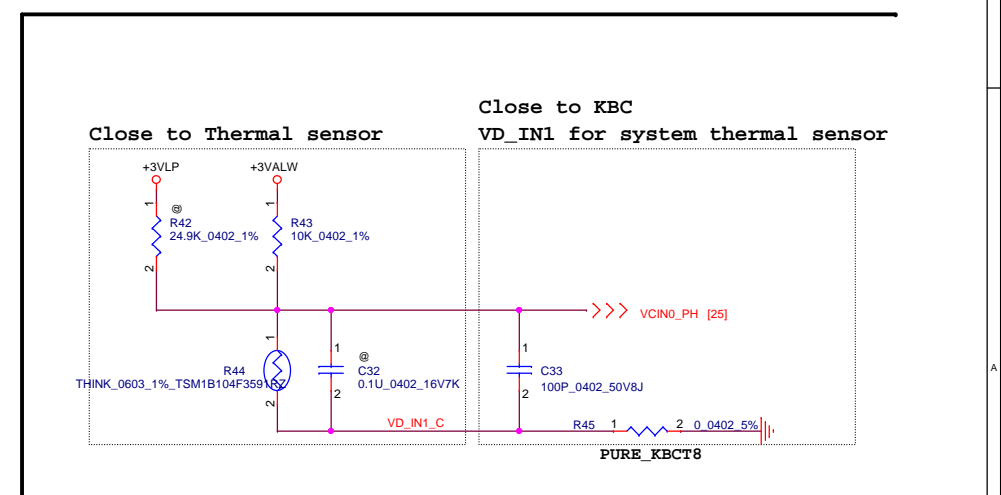 Close to KBC
Close to Thermal sensor
VD_IN1 for system thermal sensor
+3VLP
+3VALW
1
@
R42
24.9K_0402_1%
2
1
R43
10K_0402_1%
2
VCIN0_PH [25]
1
R44
THINK_0603_1%_TSM1B104F3591RZ
2
1
@
C32
0.1U_0402_16V7K
2
1
C33
100P_0402_50V8J
2
VD_IN1_C
R45
1
2
0_0402_5%
PURE_KBCT8
A